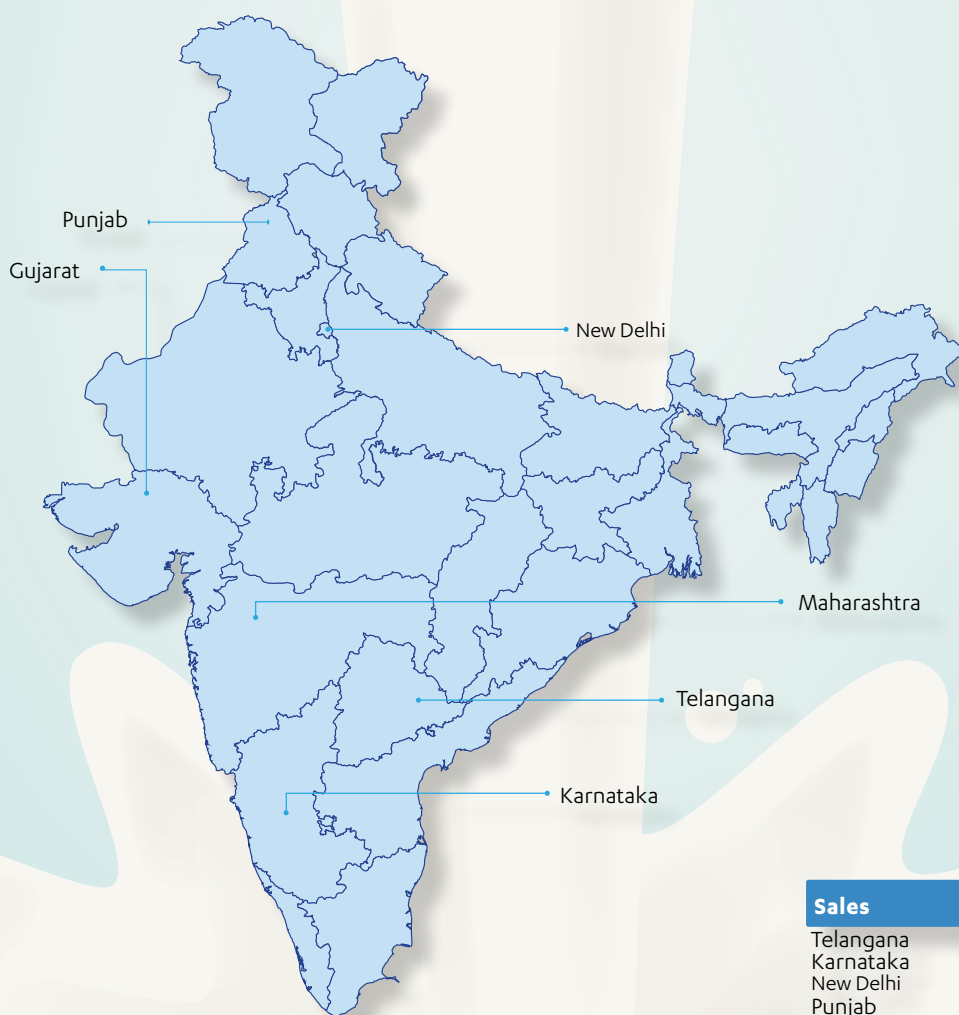 Punjab
Gujarat
New Delhi
Maharashtra
Telangana
Karnataka
Sales
Telangana
Karnataka
New Delhi
Punjab